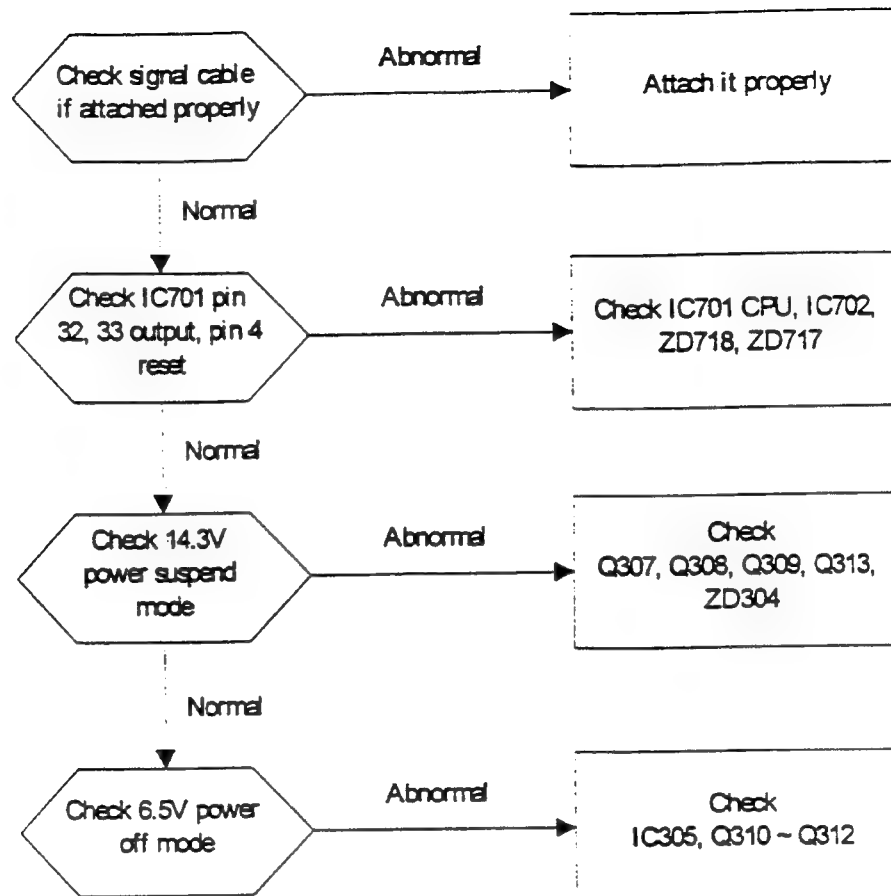 Check signal cable
if attached properly
Abnormal
Attach it properly
Normal
Check IC701 pin
32, 33 output, pin 4
reset
Abnormal
Check IC701 CPU, IC702,
ZD718, ZD717
Normal
Check 14.3V
power suspend
mode
Abnormal
Check
Q307, Q308, Q309, Q313,
ZD304
Normal
Check 6.5V power
off mode
Abnormal
Check
IC305, Q310 ~ Q312